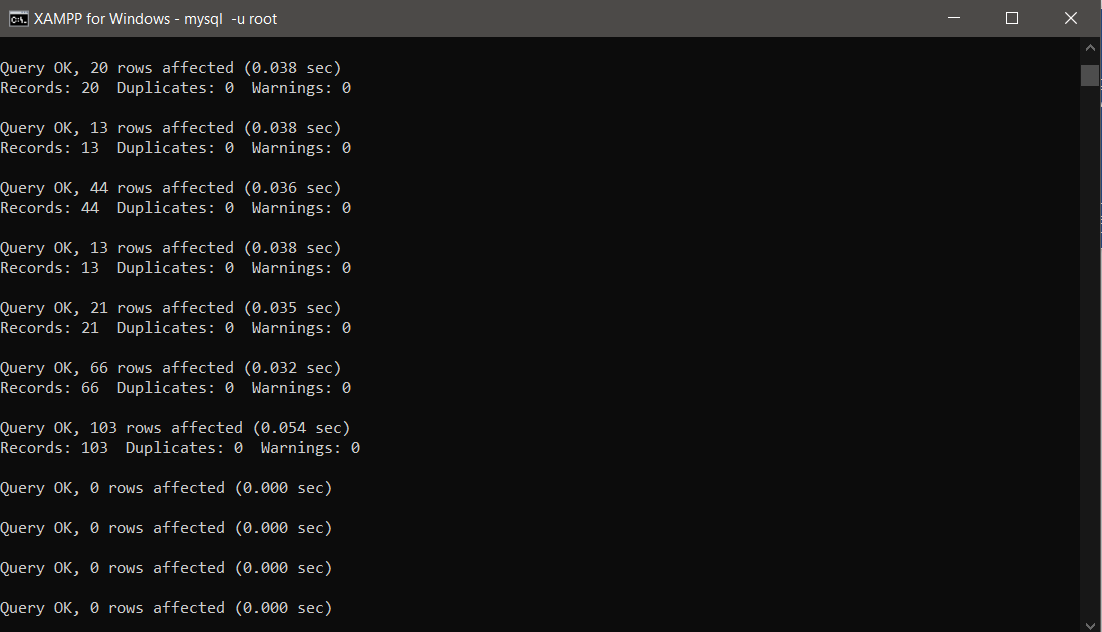 XAMPP for Windows - mysql  -u root
Query OK, 20 rows affected (0.038 sec)
Records: 20  Duplicates: 0  Warnings: 0
Query OK, 13 rows affected (0.038 sec)
Records: 13  Duplicates: 0  Warnings: 0
Query OK, 44 rows affected (0.036 sec)
Records: 44  Duplicates: 0  Warnings: 0
Query OK, 13 rows affected (0.038 sec)
Records: 13  Duplicates: 0  Warnings: 0
Query OK, 21 rows affected (0.035 sec)
Records: 21  Duplicates: 0  Warnings: 0
Query OK, 66 rows affected (0.032 sec)
Records: 66  Duplicates: 0  Warnings: 0
Query OK, 103 rows affected (0.054 sec)
Records: 103  Duplicates: 0  Warnings: 0
Query OK, 0 rows affected (0.000 sec)
Query OK, 0 rows affected (0.000 sec)
Query OK, 0 rows affected (0.000 sec)
Query OK, 0 rows affected (0.000 sec)